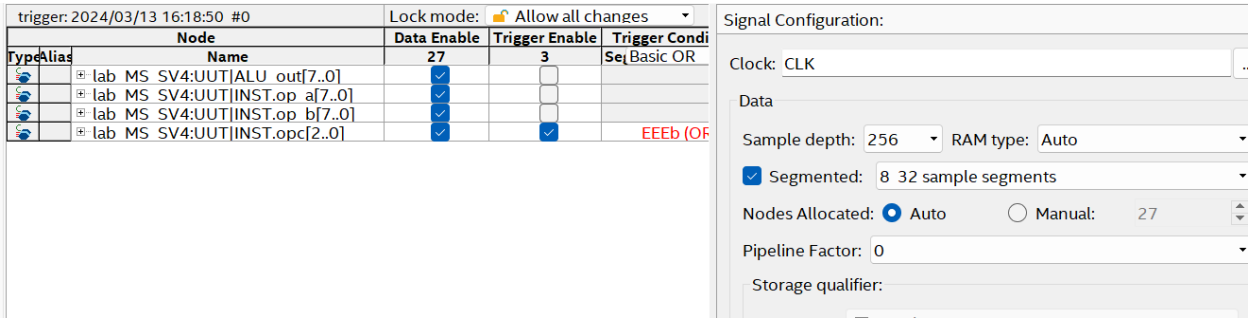 trigger: 2024/03/13 16:18:50 #0 Lock mode: Allow all changes
Node Data Enable Trigger Enable Trigger Condi
Type Alias Name 27 3 Basic OR
lab_MS_SV4:UUT|ALU_out[7..0]
lab_MS_SV4:UUT|INST.op_a[7..0]
lab_MS_SV4:UUT|INST.op_b[7..0]
lab_MS_SV4:UUT|INST.opc[2..0] EEEb (OR
Signal Configuration:
Clock: CLK ..
Data
Sample depth: 256 RAM type: Auto
Segmented: 8 32 sample segments
Nodes Allocated: Auto Manual: 27
Pipeline Factor: 0
Storage qualifier: